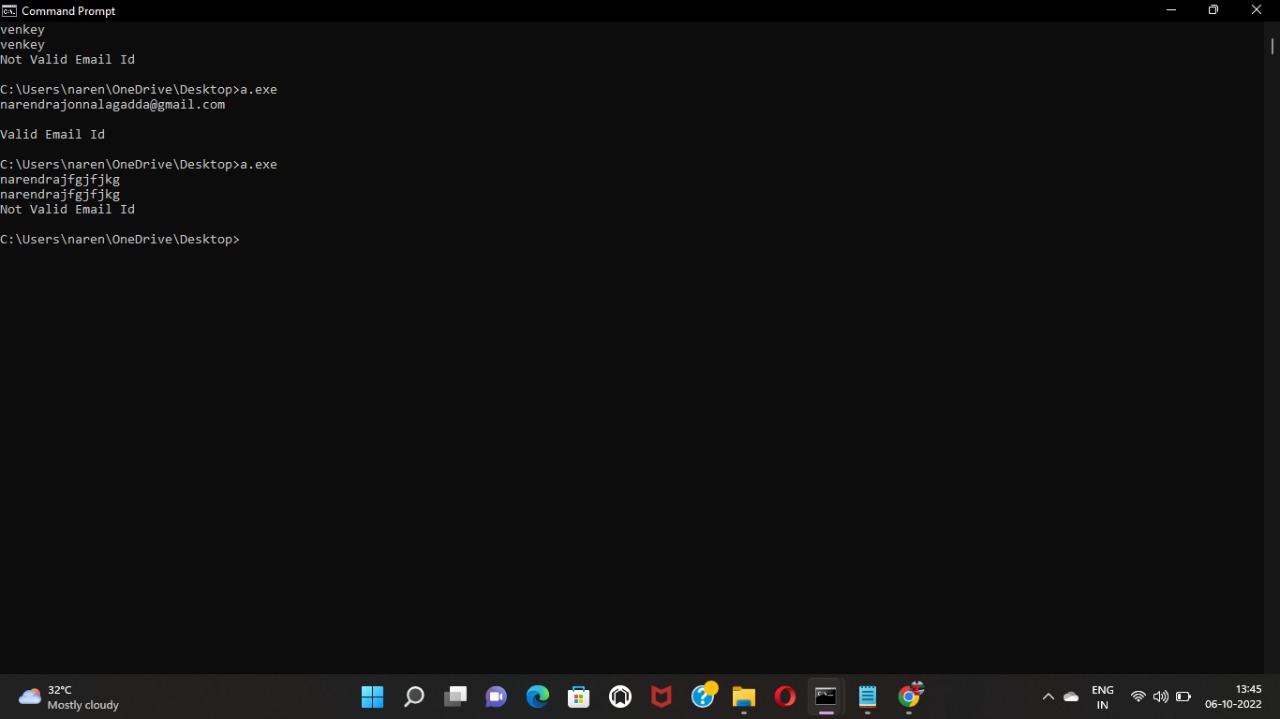 Command Prompt
venkey
venkey
Not Valid Email Id
C:\Users\naren\OneDrive\Desktop>a.exe
narendrajonnalagadda@gmail.com
Valid Email Id
C:\Users\naren\OneDrive\Desktop>a.exe
narendrajfgjfjkg
narendrajfgjfjkg
Not Valid Email Id
C:\Users\naren\OneDrive\Desktop>
32°C
Mostly cloudy
ENG
IN
13:45
06-10-2022